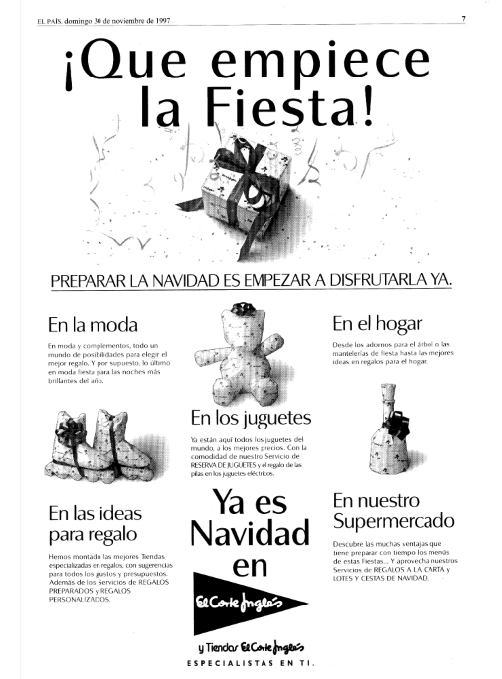 EL PAÍS, domingo 30 de noviembre de 1997
7
¡Que empiece
la Fiesta!
PREPARAR LA NAVIDAD ES EMPEZAR A DISFRUTARLA YA.
En la moda
En moda y complementos, todo un
mundo de posibilidades para elegir el
mejor regalo. Y por supuesto, lo último
en moda fiesta para las noches más
brillantes del año.
En el hogar
Desde los adornos para el árbol o las
mantelerías de fiesta hasta las mejores
ideas en regalos para el hogar.
En los juguetes
Ya están aquí todos los juguetes del
mundo, a los mejores precios. Con la
comodidad de nuestro Servicio de
RESERVA DE JUGUETES y el regalo de las
pilas en los juguetes eléctricos.
En las ideas
para regalo
Hemos montado las mejores Tiendas
especializadas en regalos, con sugerencias
para todos los gustos y presupuestos.
Además de los Servicios de REGALOS
PREPARADOS y REGALOS
PERSONALIZADOS.
En nuestro
Supermercado
Descubre las muchas ventajas que
tiene preparar con tiempo los menús
de estas Fiestas... Y aprovecha nuestros
Servicios de REGALOS A LA CARTA y
LOTES Y CESTAS DE NAVIDAD.
Ya es
Navidad
en
El Corte Inglés
y Tiendas El Corte Inglés
ESPECIALISTAS EN TI.